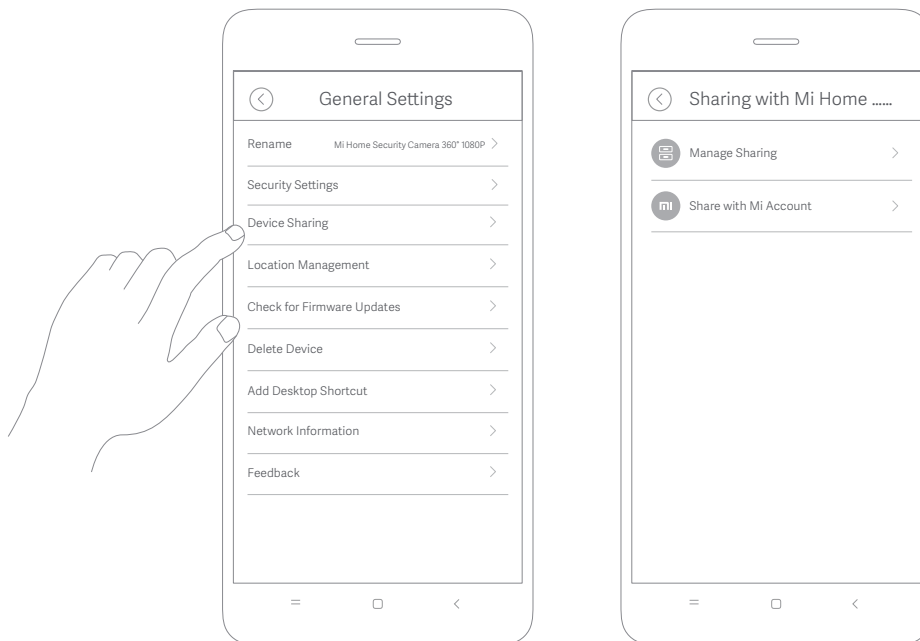 General Settings
Rename Mi Home Security Camera 360° 1080P
Security Settings
Device Sharing
Location Management
Check for Firmware Updates
Delete Device
Add Desktop Shortcut
Network Information
Feedback
Sharing with Mi Home ......
Manage Sharing
MI Share with Mi Account